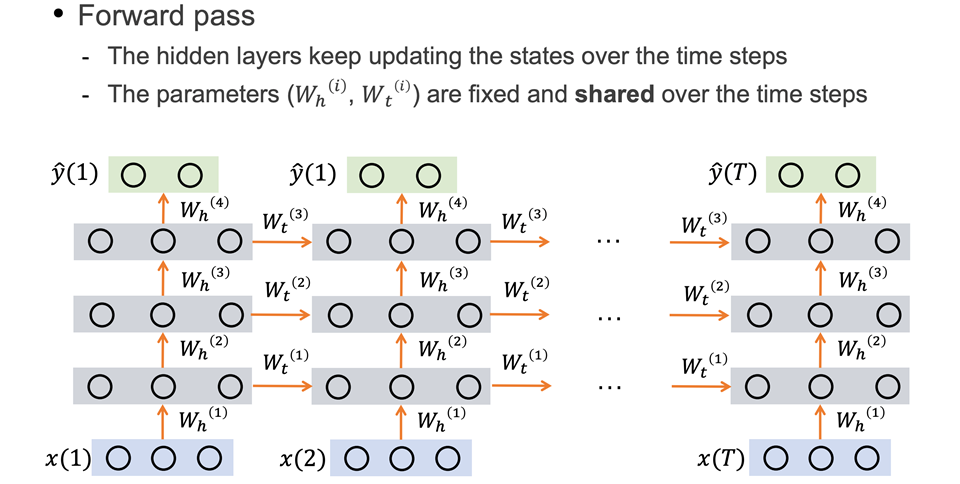 • Forward pass
- The hidden layers keep updating the states over the time steps
- The parameters (W_h^(i), W_t^(i)) are fixed and shared over the time steps
ŷ(1) ŷ(1) ŷ(T)
W_h^(4) W_h^(4) W_h^(4)
W_t^(3) W_t^(3) ... W_t^(3)
W_h^(3) W_h^(3) W_h^(3)
W_t^(2) W_t^(2) ... W_t^(2)
W_h^(2) W_h^(2) W_h^(2)
W_t^(1) W_t^(1) ... W_t^(1)
W_h^(1) W_h^(1) W_h^(1)
x(1) x(2) x(T)